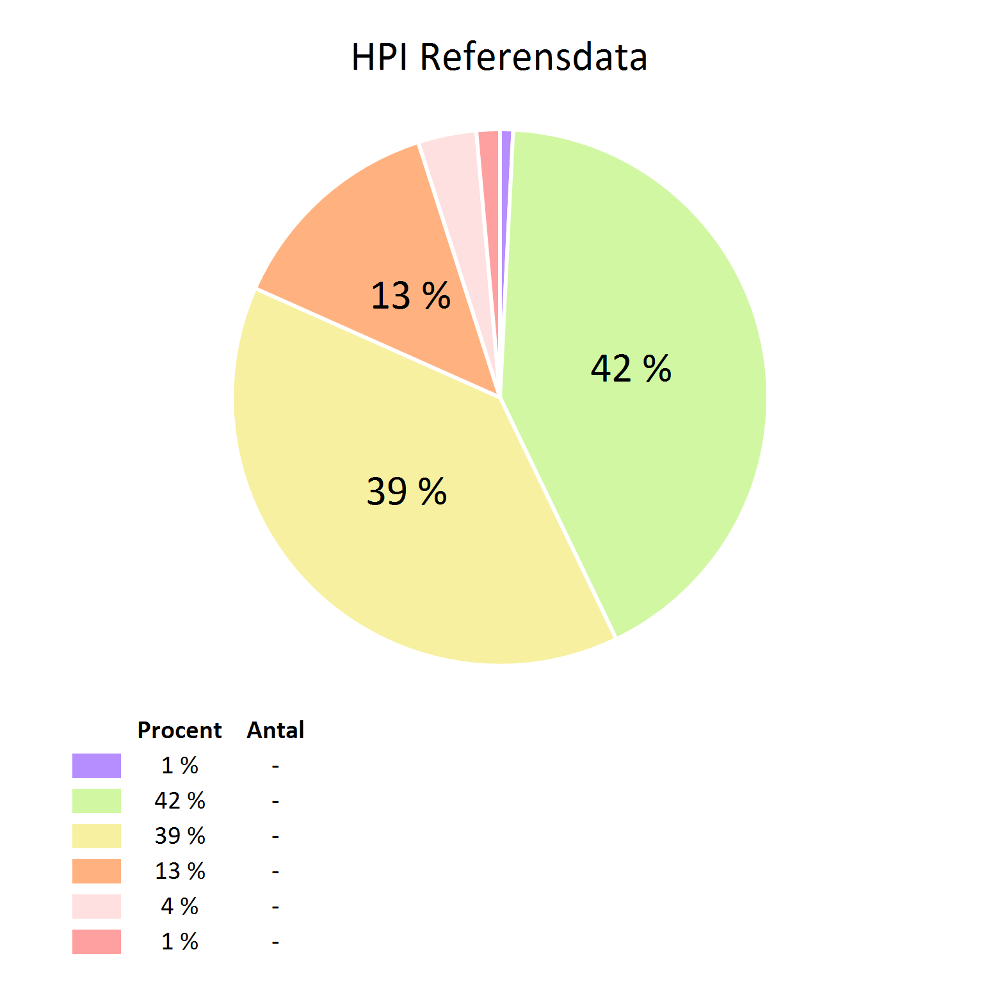 HPI Referensdata
13 %
42 %
39 %
Procent Antal
1 % -
42 % -
39 % -
13 % -
4 % -
1 % -